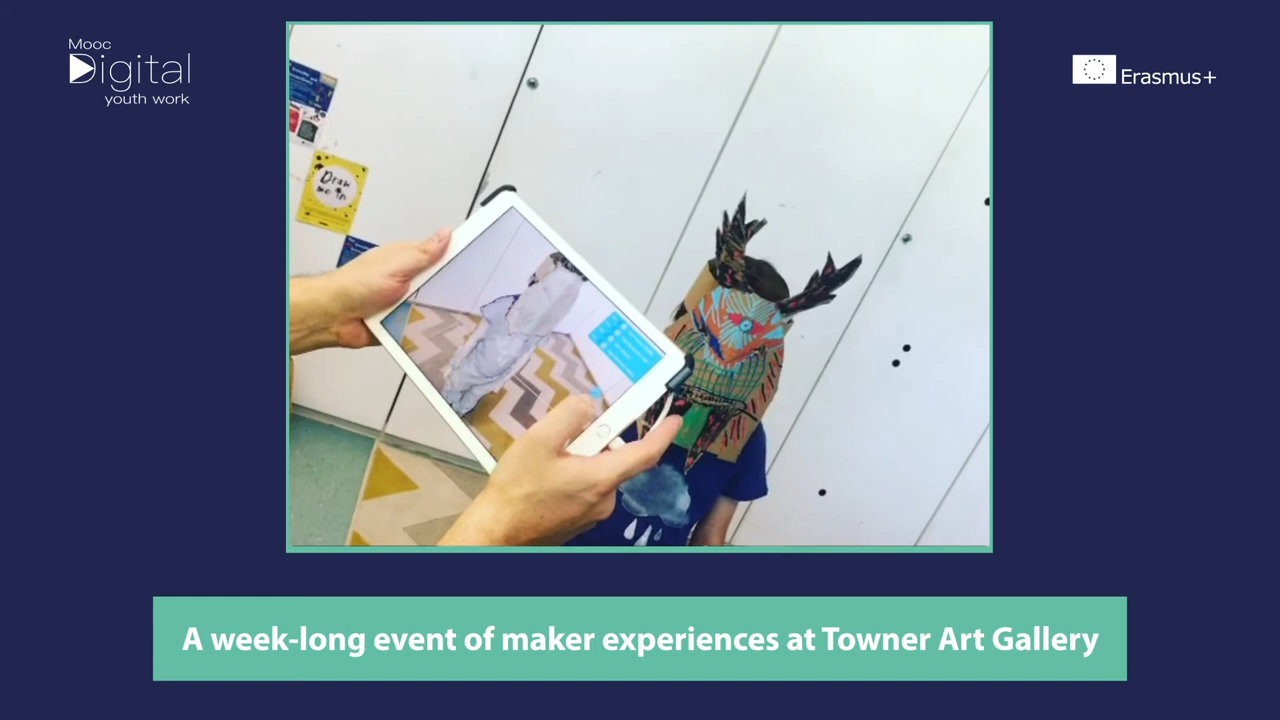 Mooc
Digital
youth work
Erasmus+
Draw
me in
A week-long event of maker experiences at Towner Art Gallery